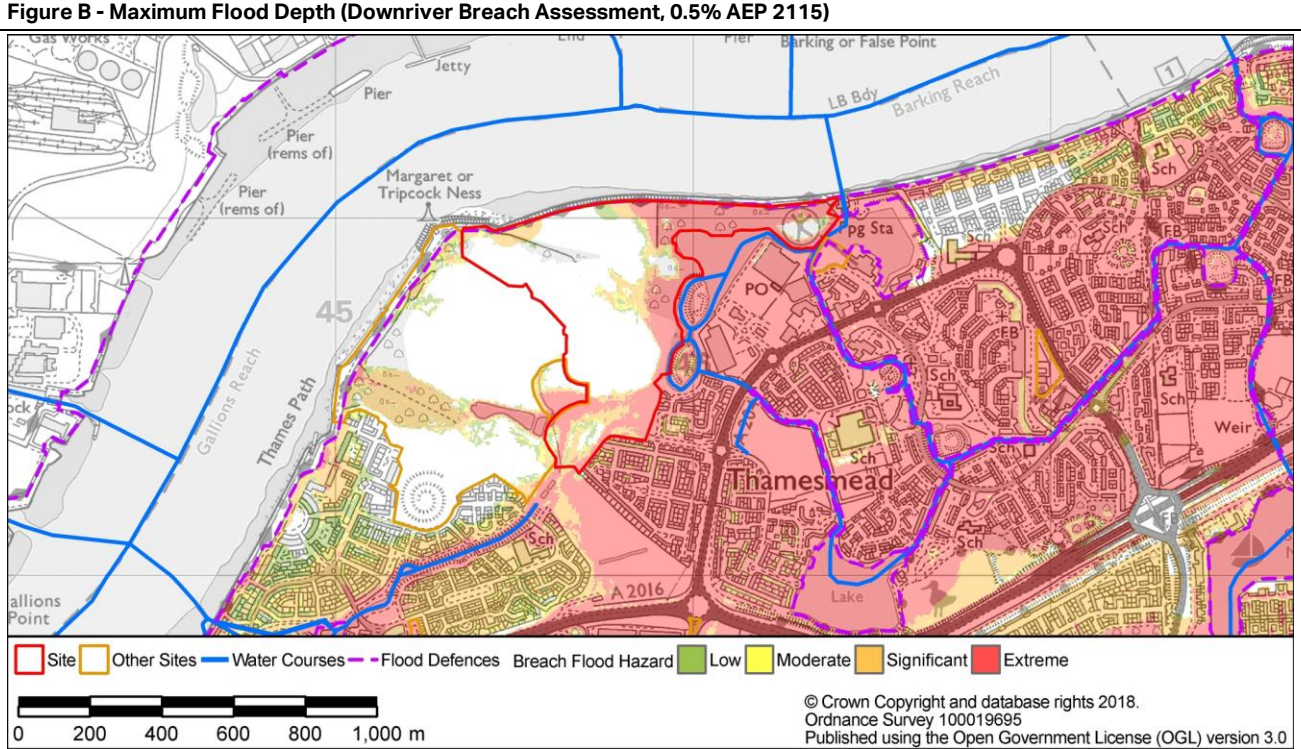 Figure B - Maximum Flood Depth (Downriver Breach Assessment, 0.5% AEP 2115)
Gas Works
Jetty
Pier
Pier
(rems of)
Pier
(rems of)
Pier
Barking or False Point
LB Bdy
Barking Reach
1
Margaret or
Tripcock Ness
45
Gallions Reach
Thames Path
pg Sta
PO
Sch
Sch
Sch
FB
FB
Sch
Sch
Sch
Sch
Weir
Thamesmead
Sch
Sch
A 2016
Lake
allions
Point
Site
Other Sites
Water Courses
Flood Defences
Breach Flood Hazard
Low
Moderate
Significant
Extreme
0 200 400 600 800 1,000 m
© Crown Copyright and database rights 2018.
Ordnance Survey 100019695
Published using the Open Government License (OGL) version 3.0